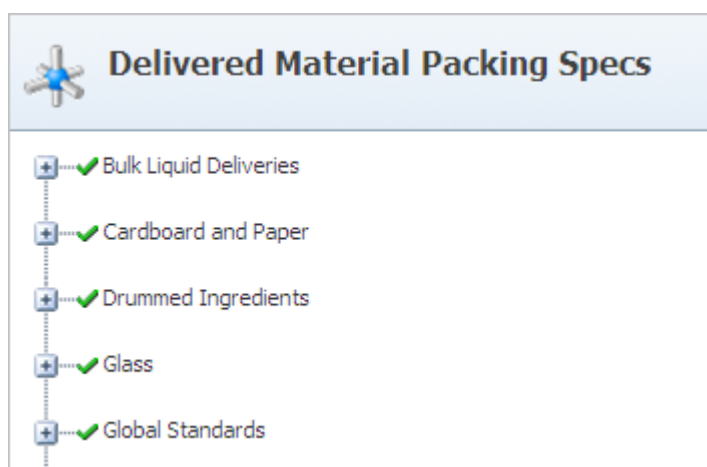 Delivered Material Packing Specs
Bulk Liquid Deliveries
Cardboard and Paper
Drummed Ingredients
Glass
Global Standards